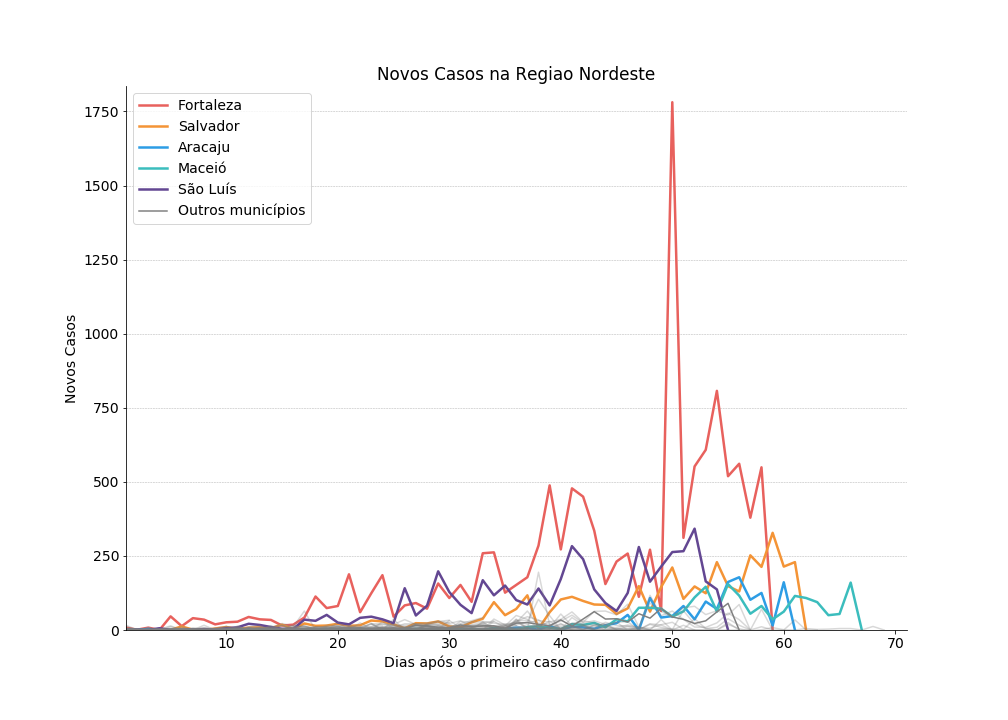 Novos Casos na Regiao Nordeste
Fortaleza
Salvador
Aracaju
Maceió
São Luís
Outros municípios
1750
1500
1250
1000
750
500
250
0
Novos Casos
10 20 30 40 50 60 70
Dias após o primeiro caso confirmado